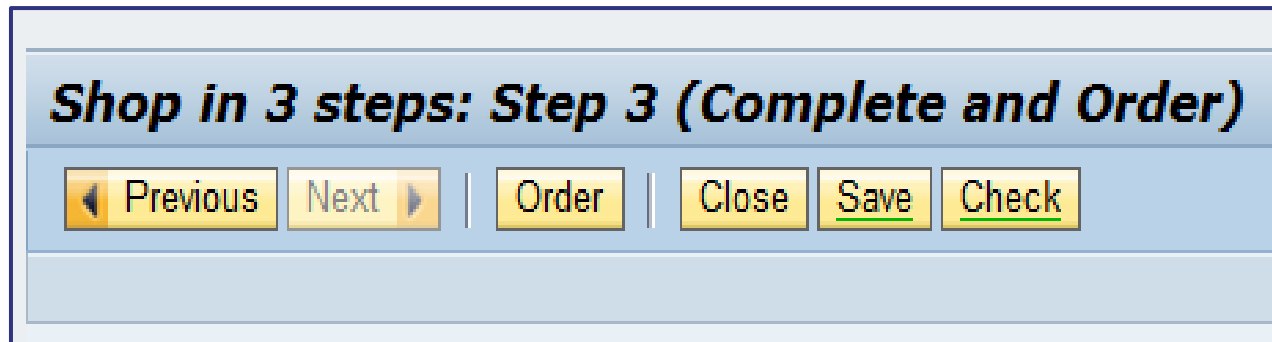 Shop in 3 steps: Step 3 (Complete and Order)
Previous Next Order Close Save Check